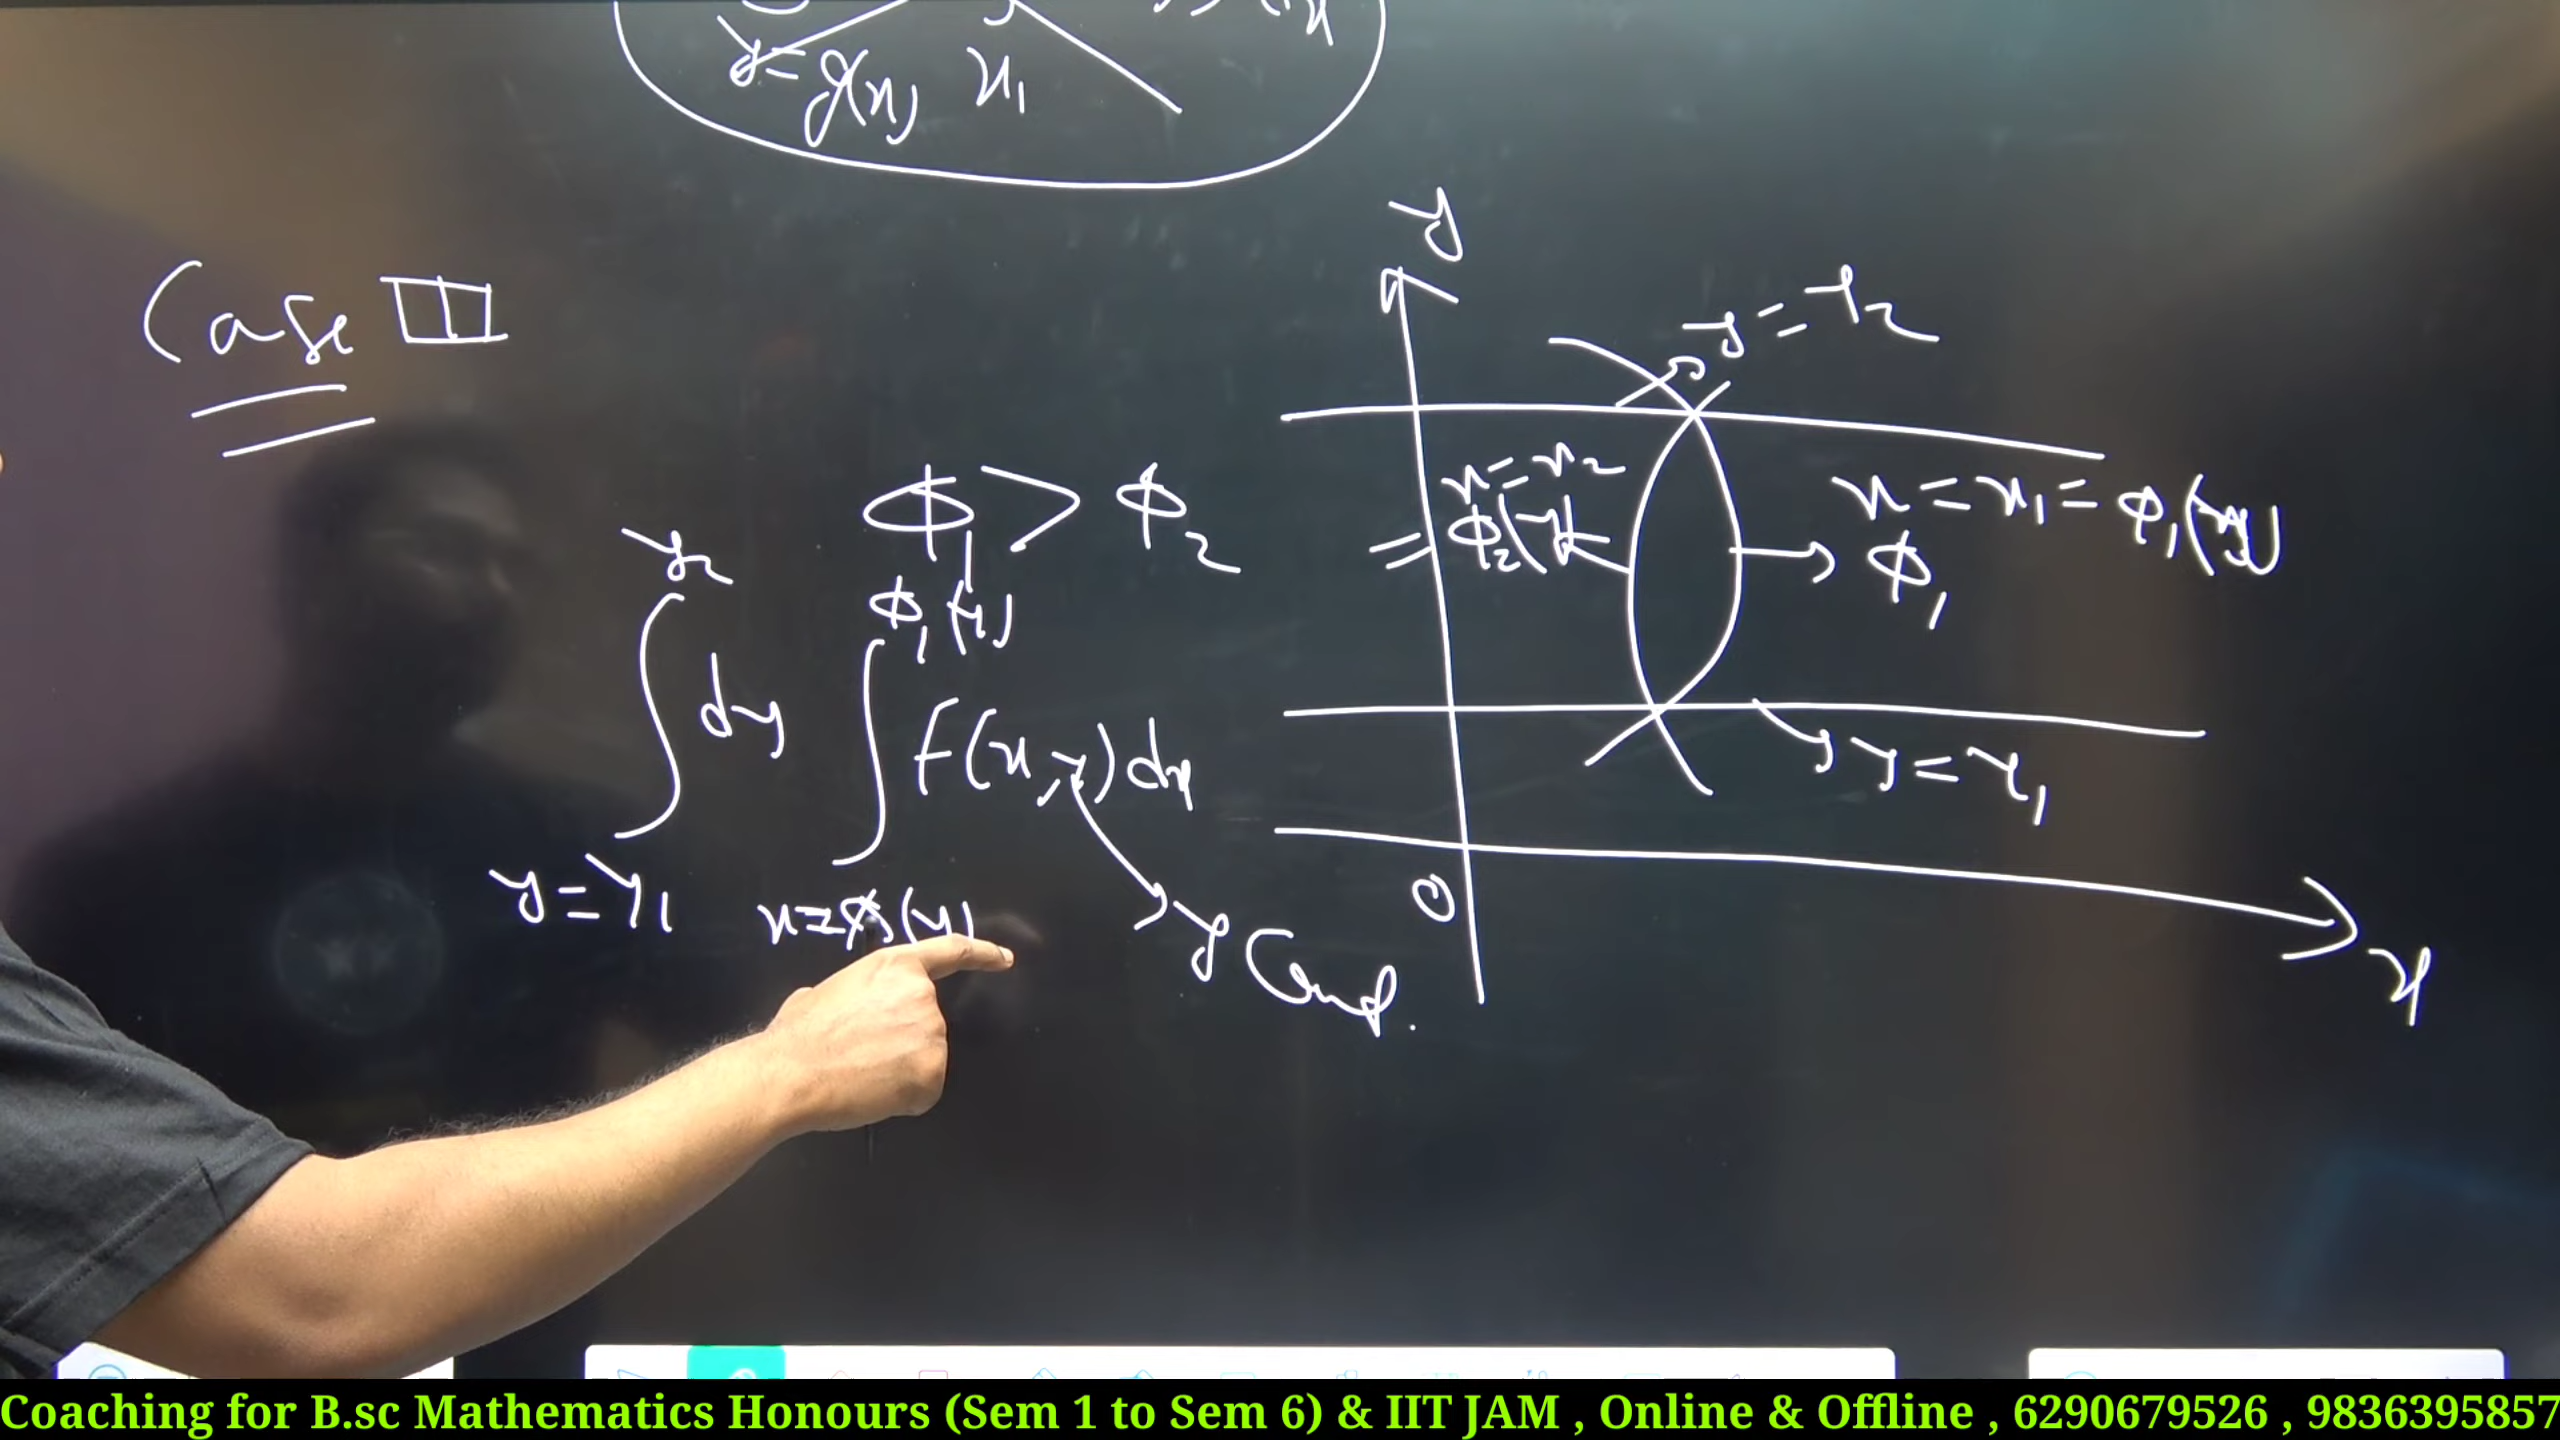 y = g(x) x₁
Case III
ϕ₁ > ϕ₂
∫ dy ∫ f(x,y) dx
y₂ ϕ₁(y)
y = y₁ x = ϕ₂(y)
y Const.
y
y = y₂
x = x₂
= ϕ₂(y)
x = x₁ = ϕ₁(y)
ϕ₁
y = y₁
0
x
Coaching for B.sc Mathematics Honours (Sem 1 to Sem 6) & IIT JAM , Online & Offline , 6290679526 , 9836395857